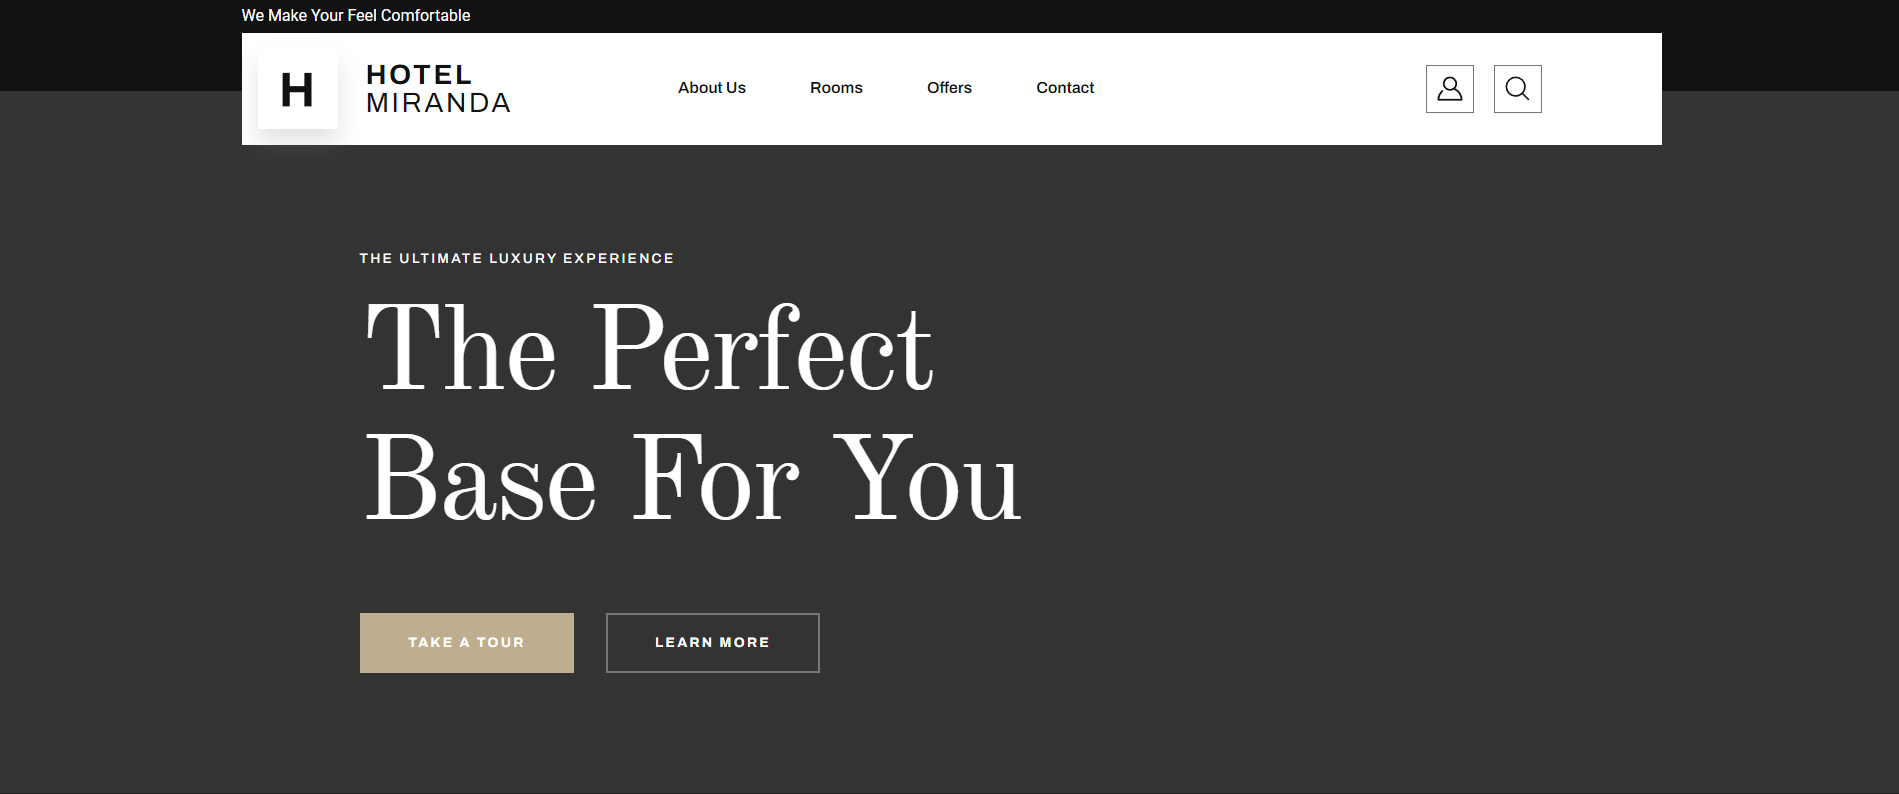 We Make Your Feel Comfortable
H
HOTEL
MIRANDA
About Us Rooms Offers Contact
THE ULTIMATE LUXURY EXPERIENCE
The Perfect
Base For You
TAKE A TOUR LEARN MORE